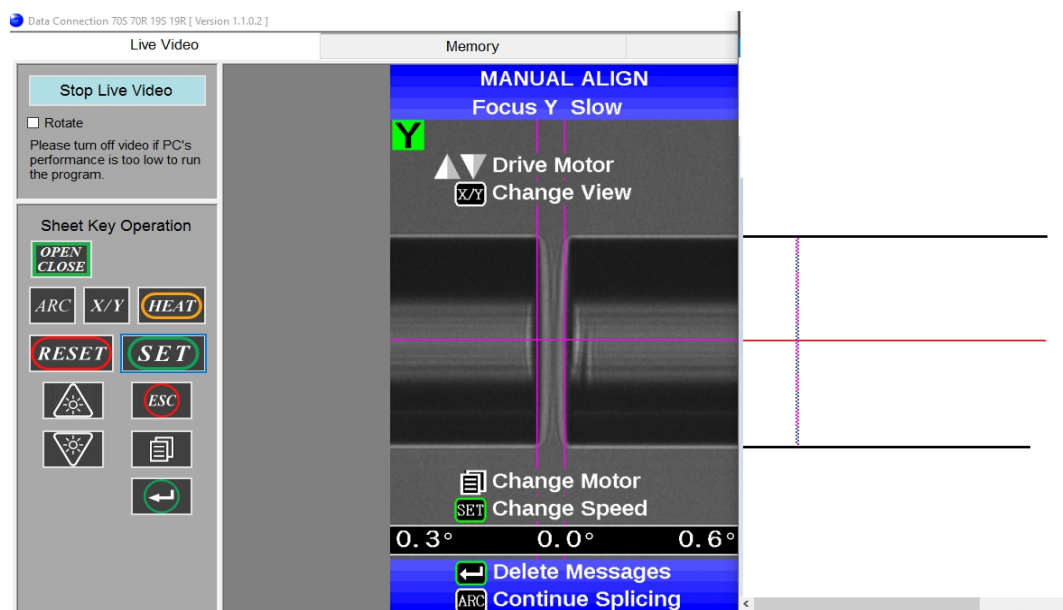 Data Connection 70S 70R 19S 19R [ Version 1.1.0.2 ]
Live Video
Memory
Stop Live Video
Rotate
Please turn off video if PC's
performance is too low to run
the program.
Sheet Key Operation
OPEN
CLOSE
ARC
X/Y
HEAT
RESET
SET
ESC
MANUAL ALIGN
Focus Y Slow
Y
Drive Motor
X/Y Change View
Change Motor
SET Change Speed
0.3° 0.0° 0.6°
Delete Messages
ARC Continue Splicing